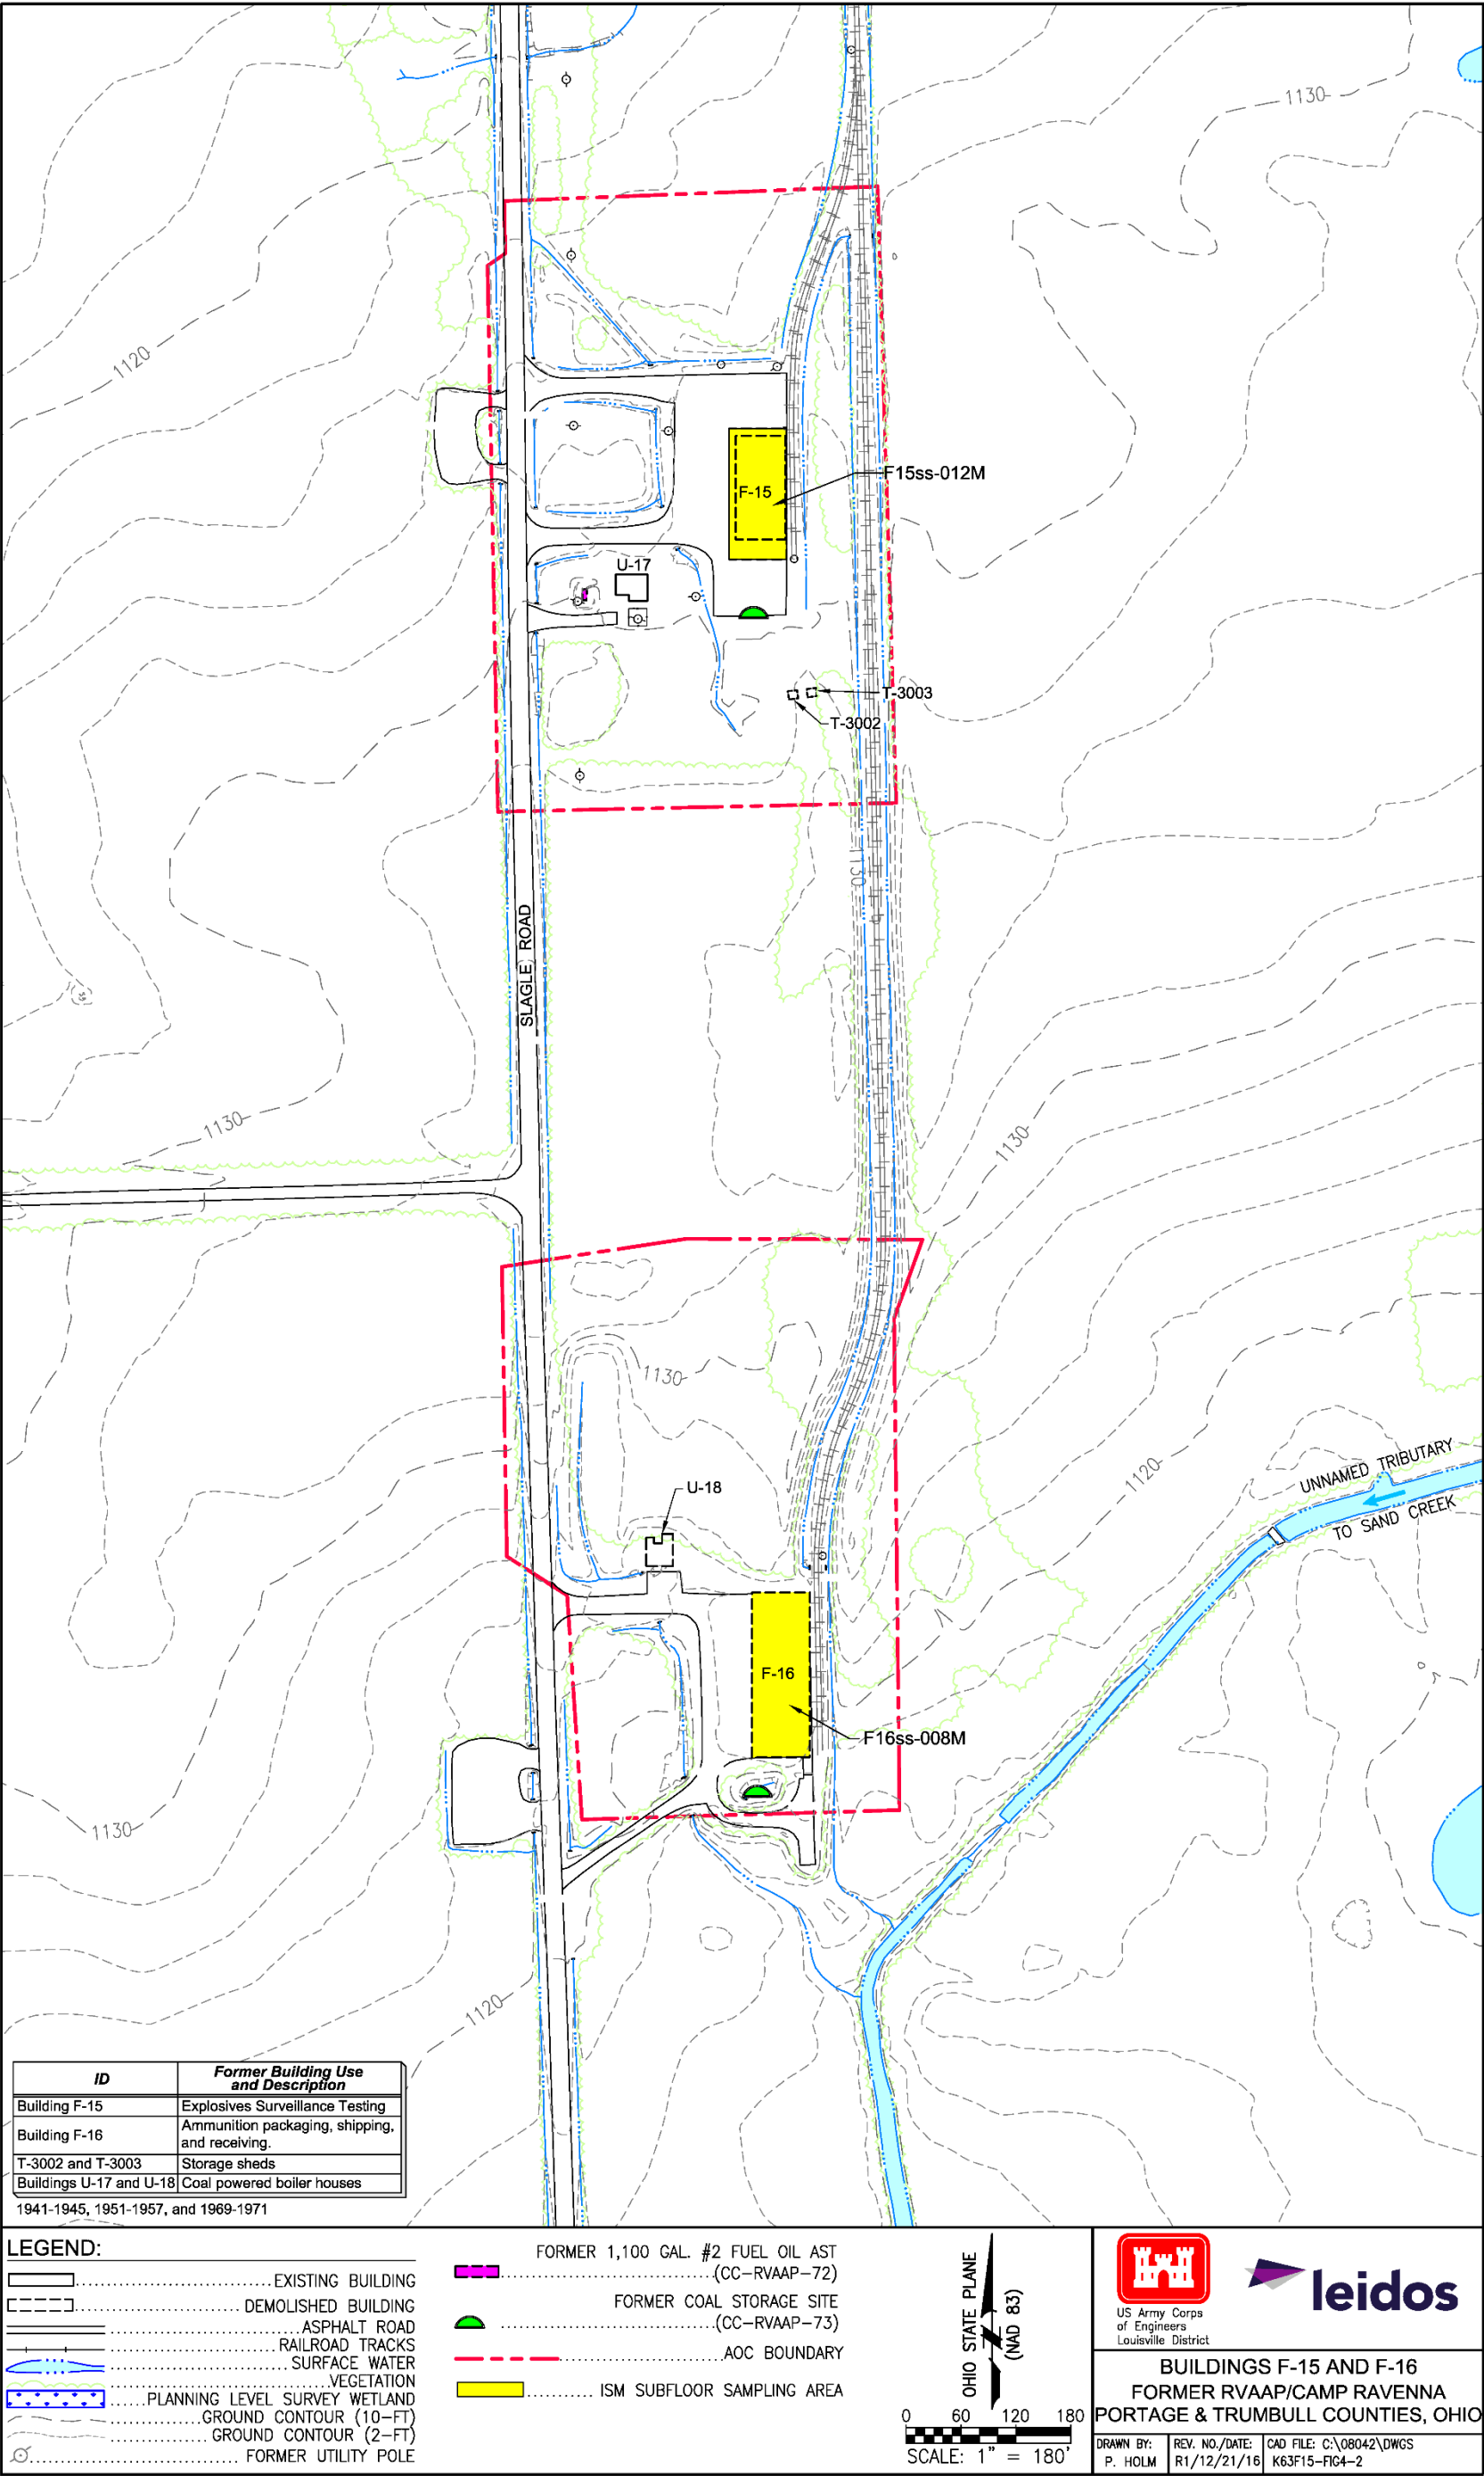 1130
1120
F-15
F15ss-012M
U-17
T-3003
T-3002
1130
SLAGLE ROAD
1130
1130
1130
U-18
1120
UNNAMED TRIBUTARY
TO SAND CREEK
F-16
F16ss-008M
1130
1120
ID
Former Building Use
and Description
Building F-15
Explosives Surveillance Testing
Building F-16
Ammunition packaging, shipping,
and receiving.
T-3002 and T-3003
Storage sheds
Buildings U-17 and U-18
Coal powered boiler houses
1941-1945, 1951-1957, and 1969-1971
LEGEND:
EXISTING BUILDING
DEMOLISHED BUILDING
ASPHALT ROAD
RAILROAD TRACKS
SURFACE WATER
VEGETATION
PLANNING LEVEL SURVEY WETLAND
GROUND CONTOUR (10-FT)
GROUND CONTOUR (2-FT)
FORMER UTILITY POLE
FORMER 1,100 GAL. #2 FUEL OIL AST
(CC-RVAAP-72)
FORMER COAL STORAGE SITE
(CC-RVAAP-73)
AOC BOUNDARY
ISM SUBFLOOR SAMPLING AREA
OHIO STATE PLANE
(NAD 83)
0 60 120 180
SCALE: 1" = 180'
US Army Corps
of Engineers
Louisville District
leidos
BUILDINGS F-15 AND F-16
FORMER RVAAP/CAMP RAVENNA
PORTAGE & TRUMBULL COUNTIES, OHIO
DRAWN BY:
P. HOLM
REV. NO./DATE:
R1/12/21/16
CAD FILE: C:\08042\DWGS
K63F15-FIG4-2